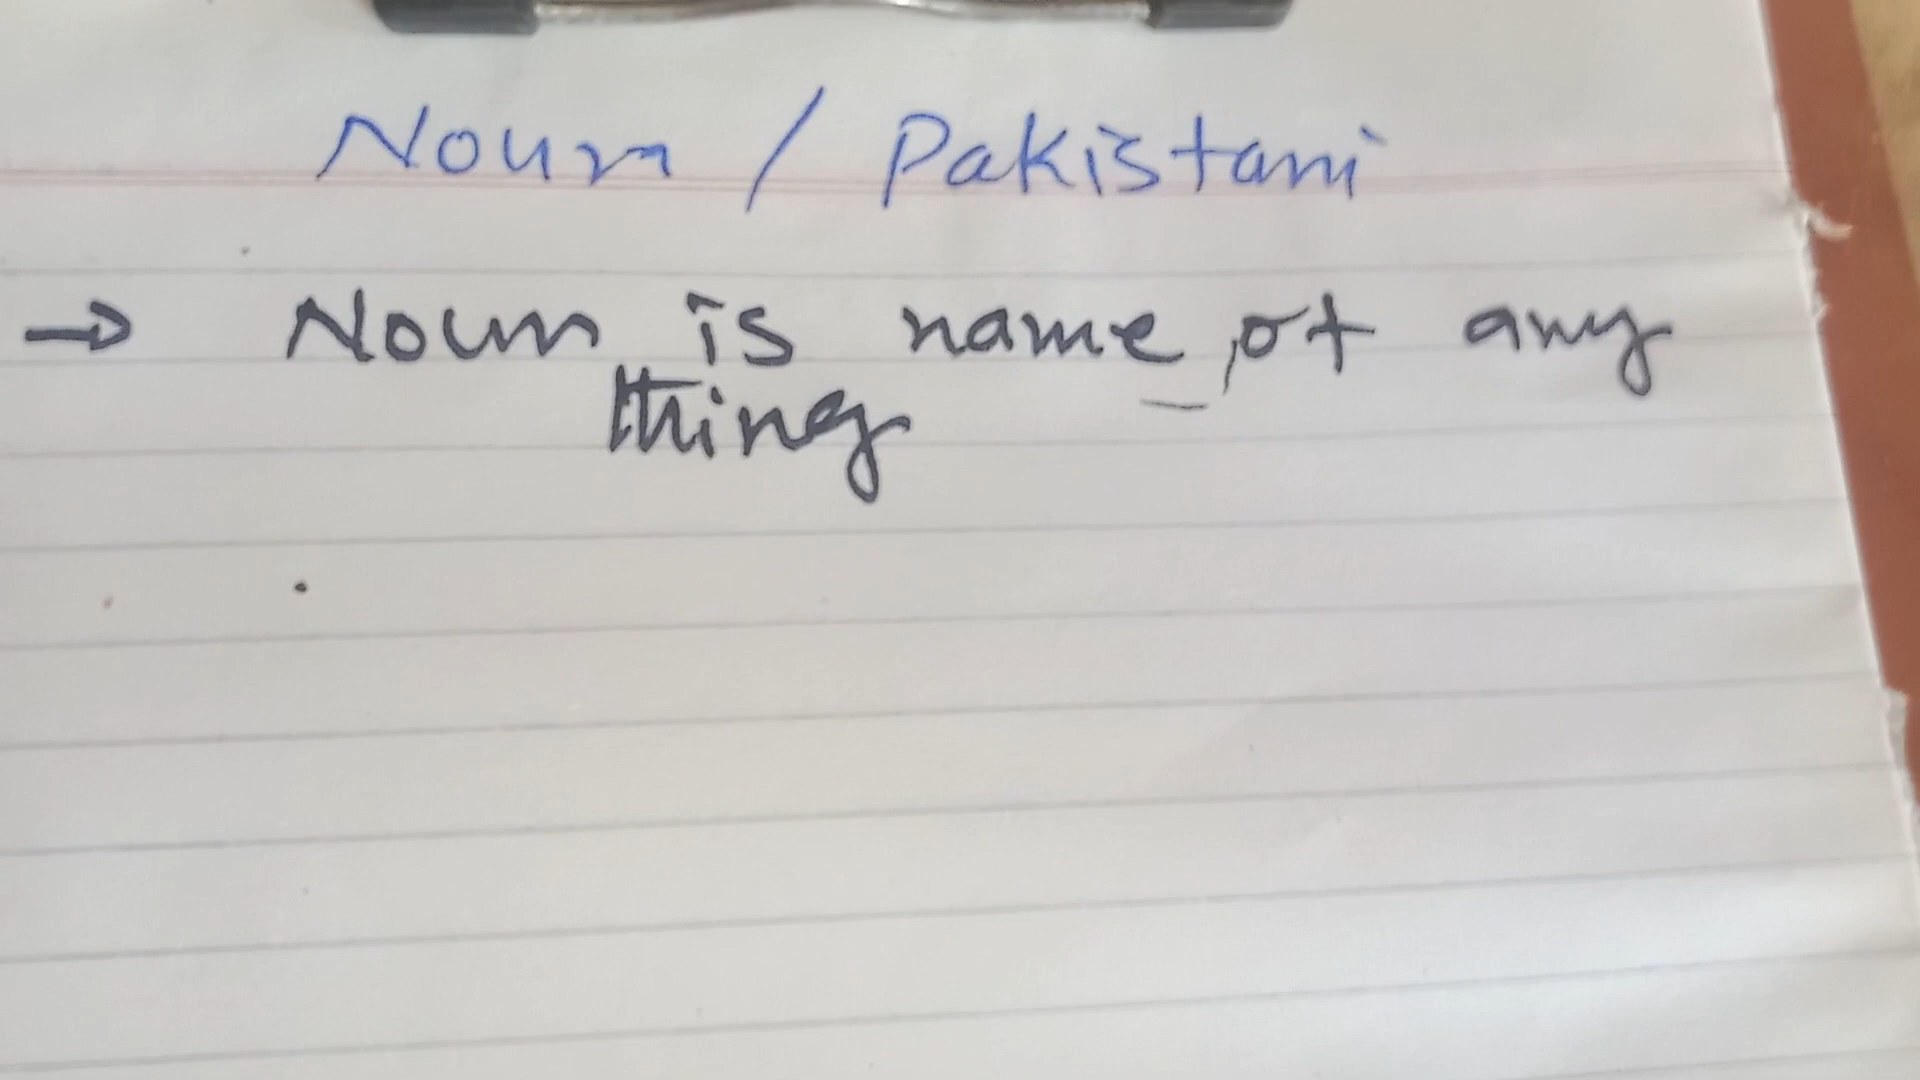 Noun / Pakistani
→ Noun is name of any
thing